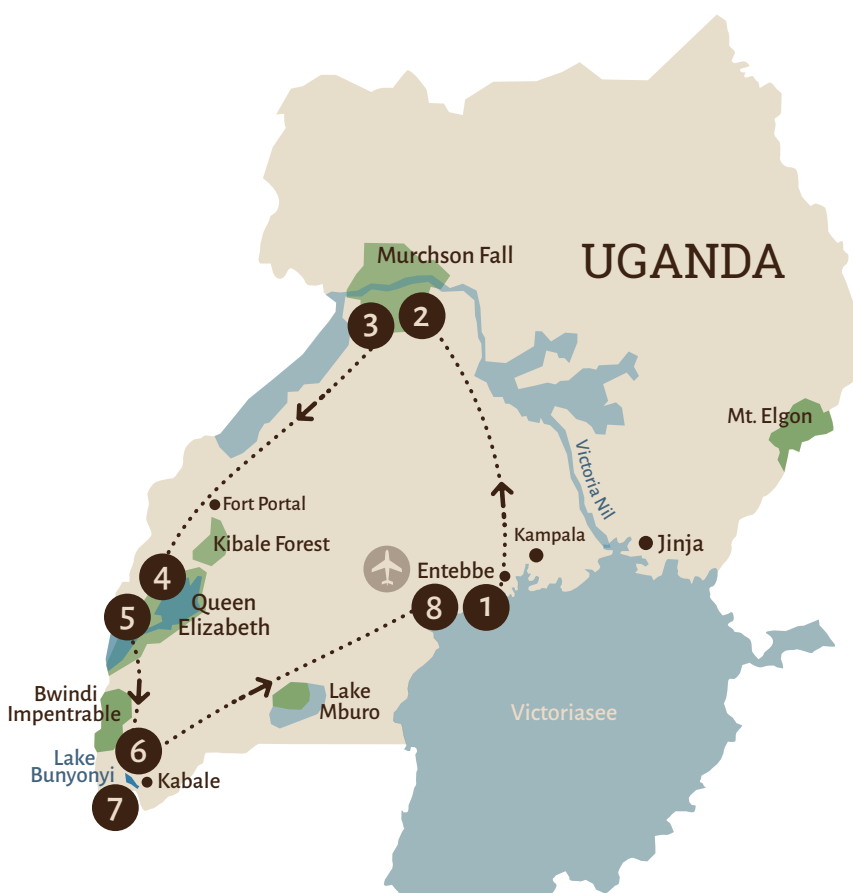 Murchson Fall
UGANDA
3
2
Mt. Elgon
Victoria Nil
Fort Portal
Kampala
Kibale Forest
Jinja
Entebbe
4
Queen
Elizabeth
5
8
1
Bwindi
Impentrable
Lake
Mburo
Victoriasee
6
Lake
Bunyonyi
Kabale
7